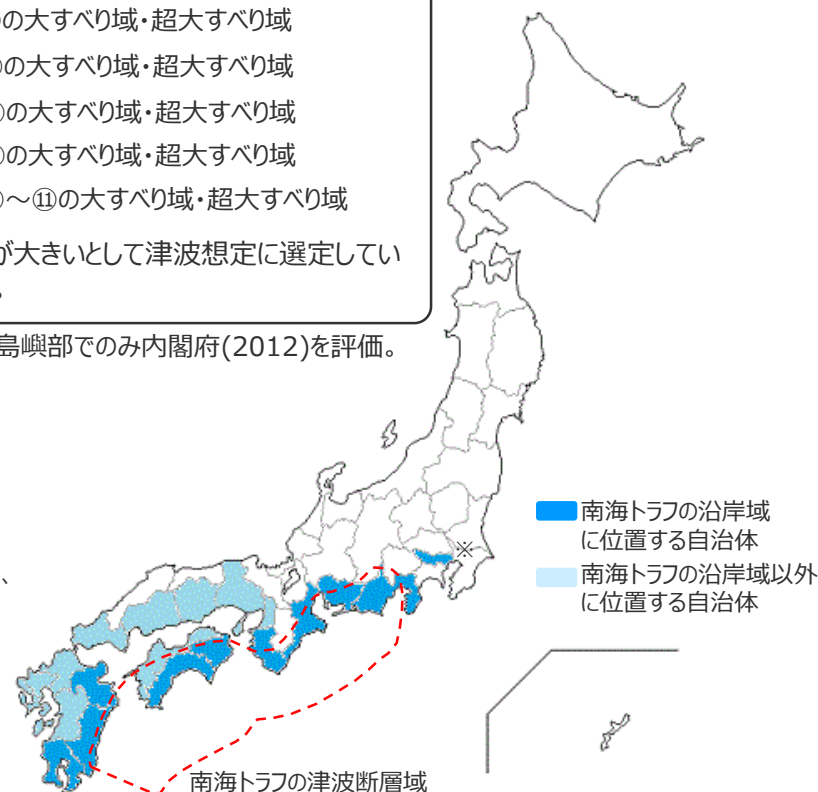 の大すべり域・超大すべり域
の大すべり域・超大すべり域
の大すべり域・超大すべり域
の大すべり域・超大すべり域
～⑪の大すべり域・超大すべり域
が大きいとして津波想定に選定してい
島嶼部でのみ内閣府(2012)を評価。
、
※
南海トラフの沿岸域
に位置する自治体
南海トラフの沿岸域以外
に位置する自治体
南海トラフの津波断層域